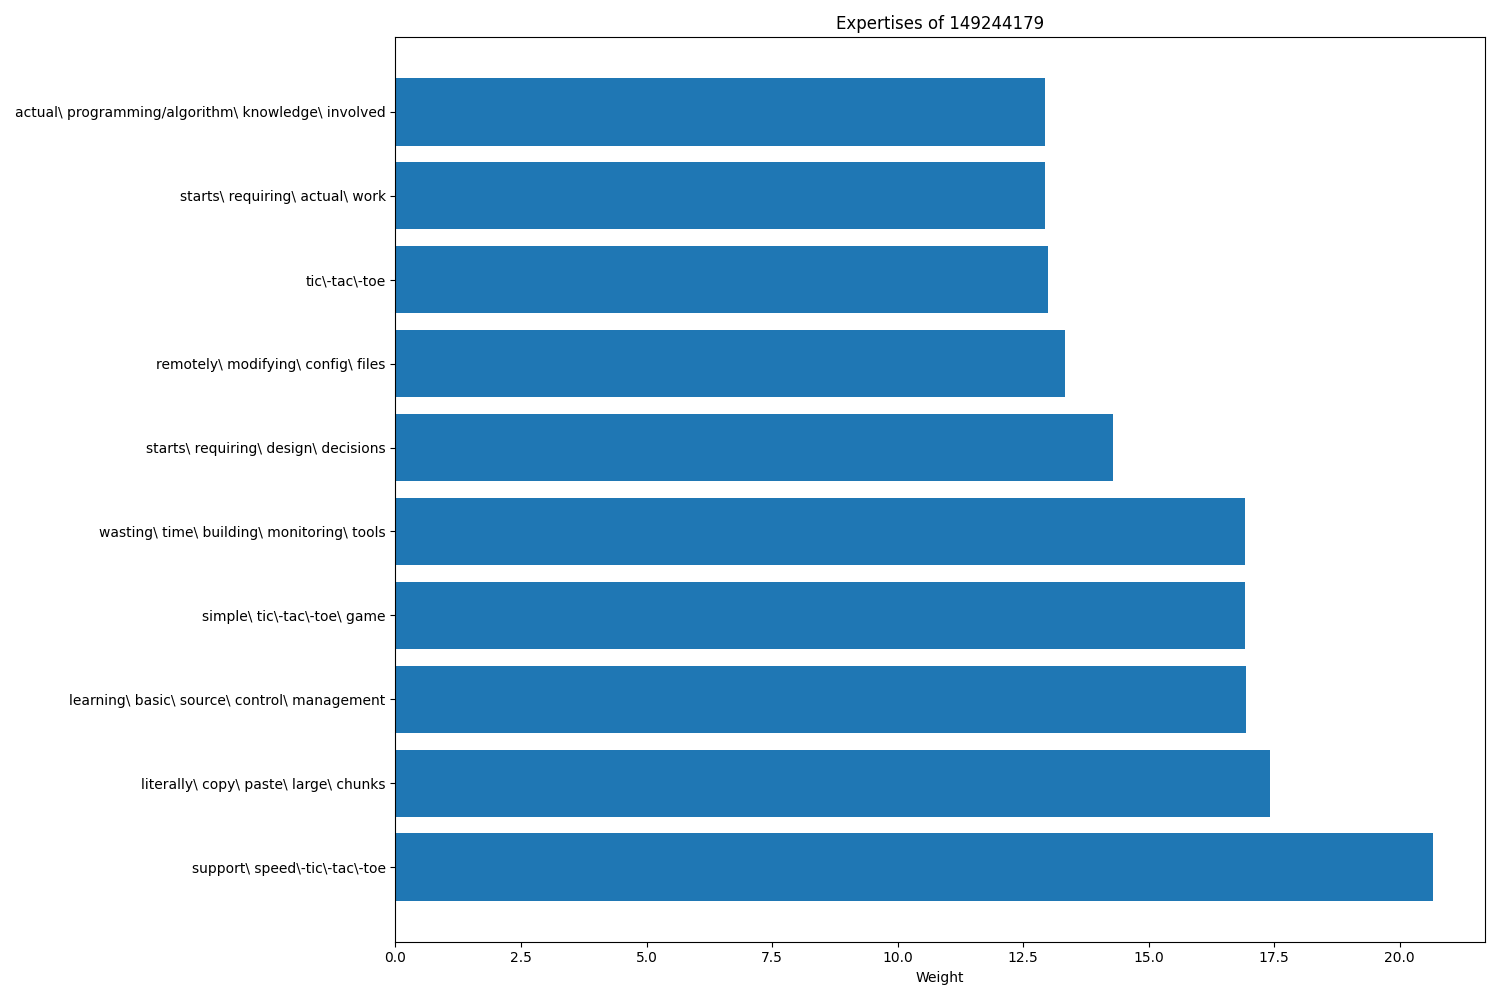 Expertises of 149244179
actual\ programming/algorithm\ knowledge\ involved
starts\ requiring\ actual\ work
tic\-tac\-toe
remotely\ modifying\ config\ files
starts\ requiring\ design\ decisions
wasting\ time\ building\ monitoring\ tools
simple\ tic\-tac\-toe\ game
learning\ basic\ source\ control\ management
literally\ copy\ paste\ large\ chunks
support\ speed\-tic\-tac\-toe
0.0 2.5 5.0 7.5 10.0 12.5 15.0 17.5 20.0
Weight